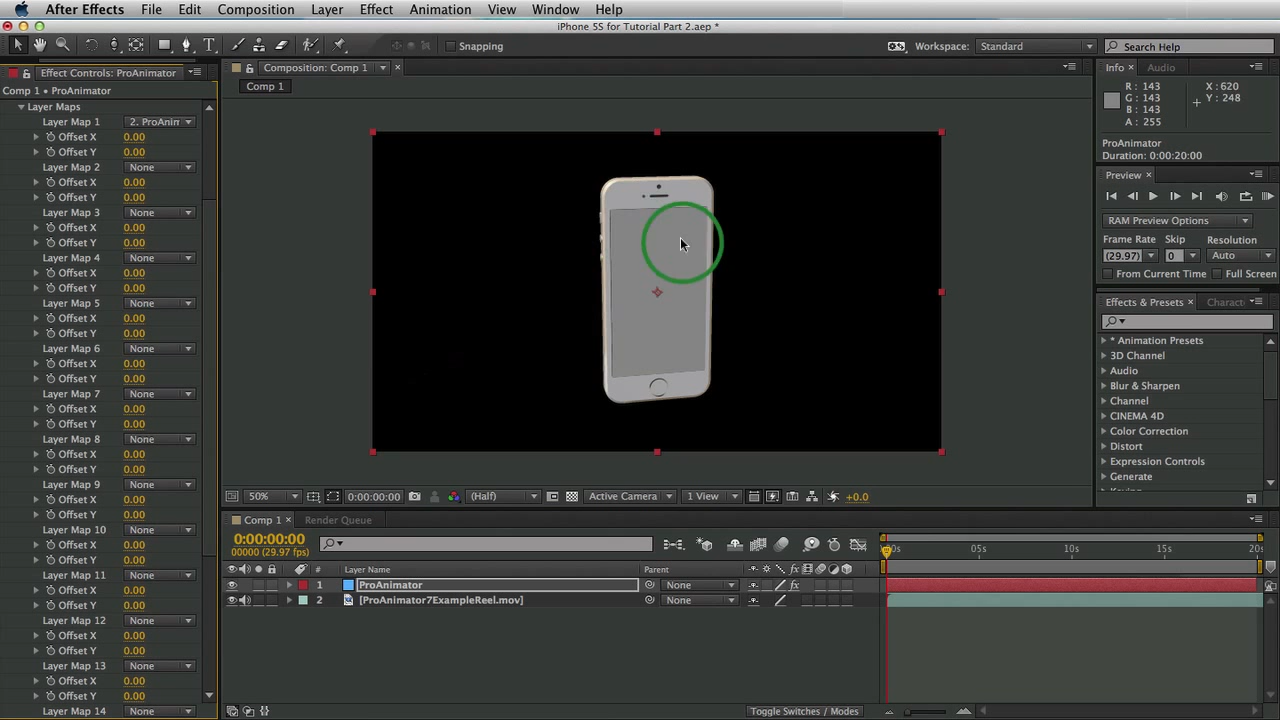 After Effects File Edit Composition Layer Effect Animation View Window Help
iPhone 5S for Tutorial Part 2.aep *
Snapping
Workspace: Standard
Search Help
Effect Controls: ProAnimator
Comp 1 • ProAnimator
Layer Maps
Layer Map 1 2. ProAnim
Offset X 0.00
Offset Y 0.00
Layer Map 2 None
Offset X 0.00
Offset Y 0.00
Layer Map 3 None
Offset X 0.00
Offset Y 0.00
Layer Map 4 None
Offset X 0.00
Offset Y 0.00
Layer Map 5 None
Offset X 0.00
Offset Y 0.00
Layer Map 6 None
Offset X 0.00
Offset Y 0.00
Layer Map 7 None
Offset X 0.00
Offset Y 0.00
Layer Map 8 None
Offset X 0.00
Offset Y 0.00
Layer Map 9 None
Offset X 0.00
Offset Y 0.00
Layer Map 10 None
Offset X 0.00
Offset Y 0.00
Layer Map 11 None
Offset X 0.00
Offset Y 0.00
Layer Map 12 None
Offset X 0.00
Offset Y 0.00
Layer Map 13 None
Offset X 0.00
Offset Y 0.00
Layer Map 14 None
Composition: Comp 1
Comp 1
50%
0:00:00:00
(Half)
Active Camera
1 View
+0.0
Info Audio
R: 143
G: 143
B: 143
A: 255
X: 620
Y: 248
ProAnimator
Duration: 0:00:20:00
Preview
RAM Preview Options
Frame Rate Skip Resolution
(29.97) 0 Auto
From Current Time Full Screen
Effects & Presets Charact
* Animation Presets
3D Channel
Audio
Blur & Sharpen
Channel
CINEMA 4D
Color Correction
Distort
Expression Controls
Generate
Comp 1 Render Queue
0:00:00:00
00000 (29.97 fps)
# Layer Name Parent
1 ProAnimator None fx
2 [ProAnimator7ExampleReel.mov] None
05s 10s 15s 20s
Toggle Switches / Modes